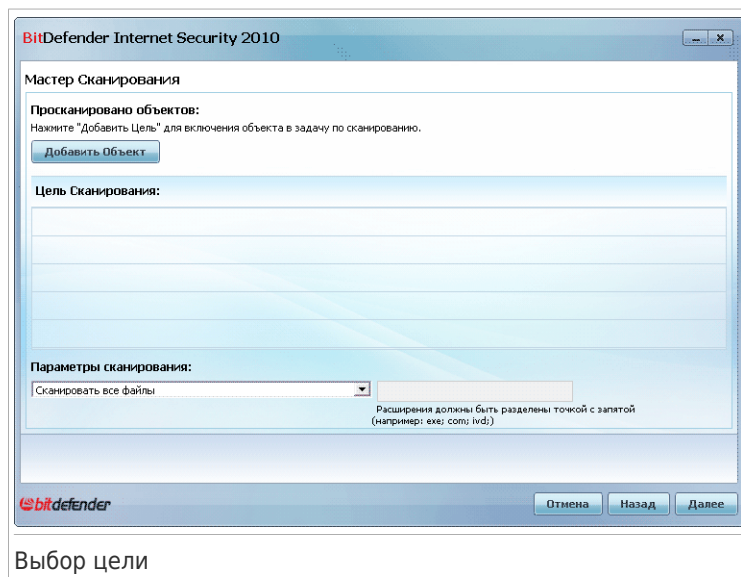 BitDefender Internet Security 2010
Мастер Сканирования
Просканировано объектов:
Нажмите "Добавить Цель" для включения объекта в задачу по сканированию.
Добавить Объект
Цель Сканирования:
Параметры сканирования:
Сканировать все файлы
Расширения должны быть разделены точкой с запятой
(например: exe; com; ivd;)
bitdefender
Отмена Назад Далее
Выбор цели